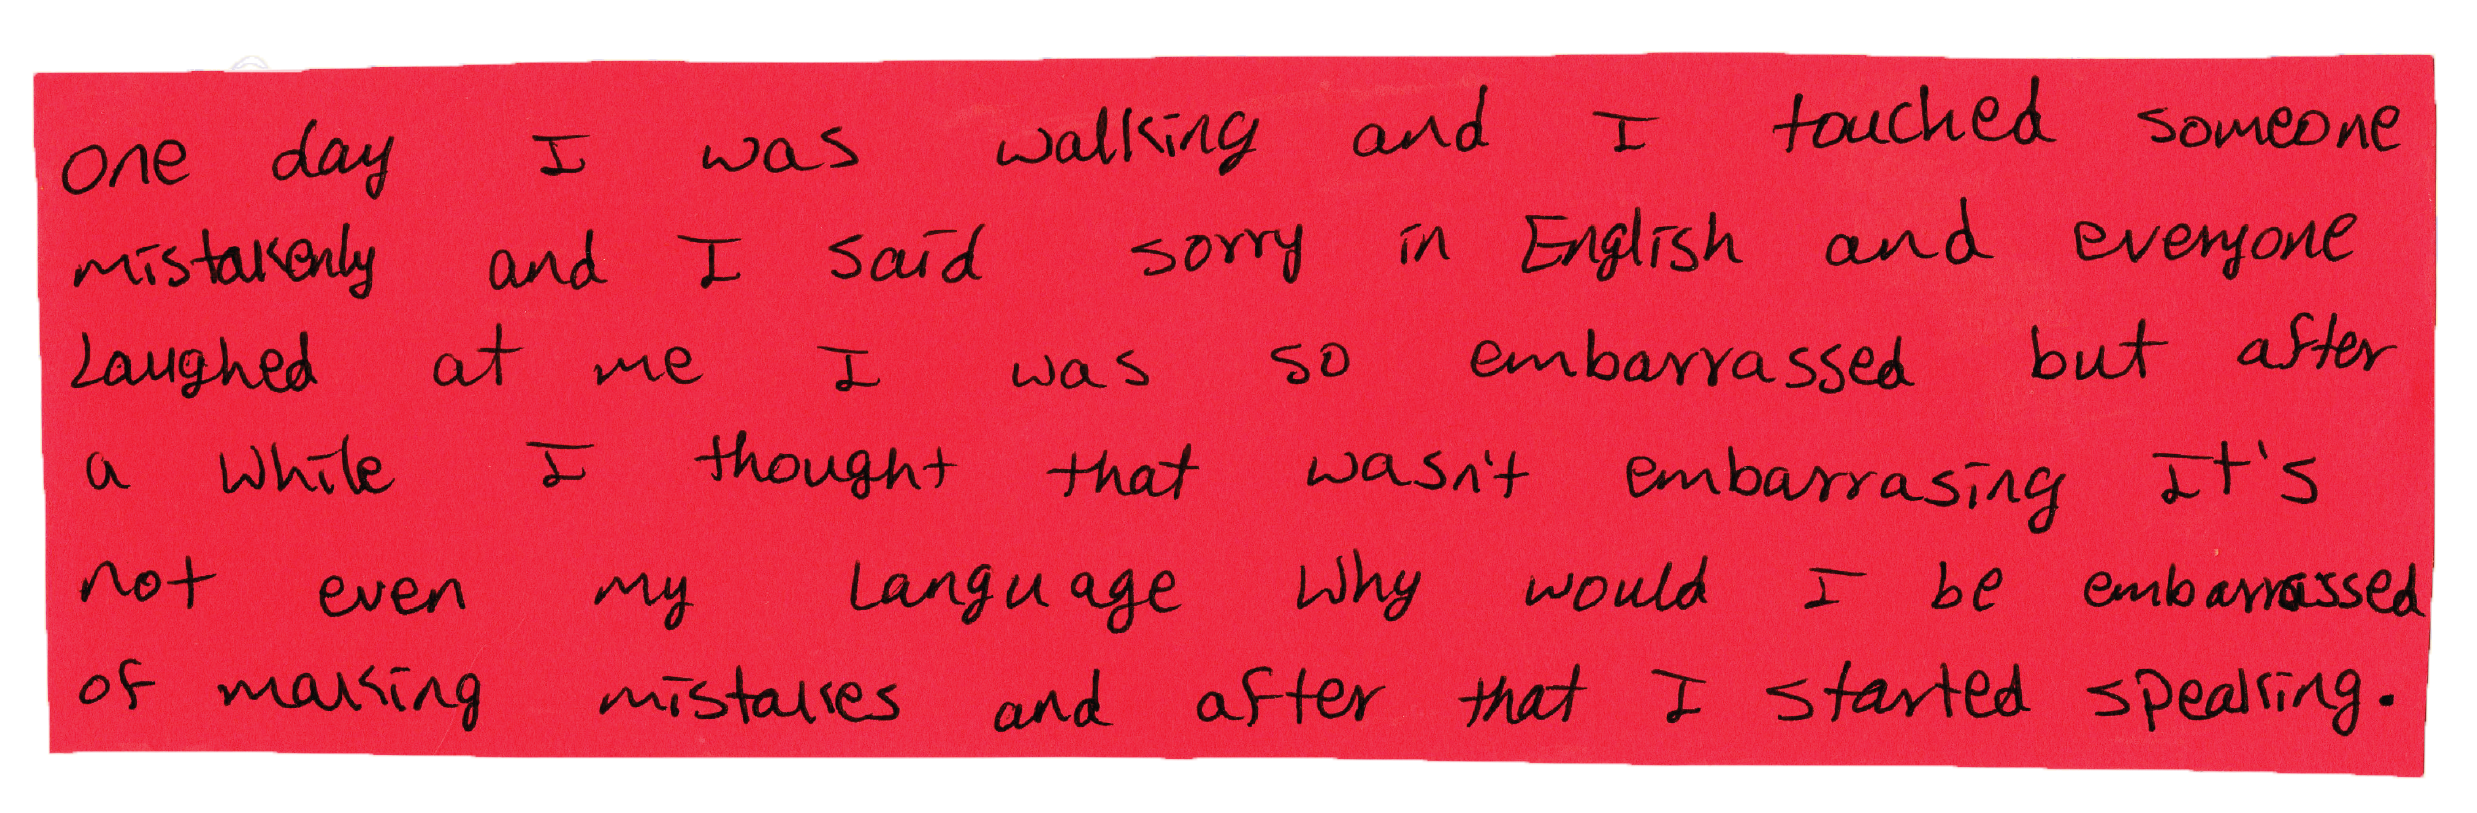 one day I was walking and I touched someone
mistakenly and I said sorry in English and everyone
Laughed at me I was so embarrassed but after
a while I thought that wasn't embarrasing It's
not even my Language Why would I be embarrassed
of making mistakes and after that I started speaking.